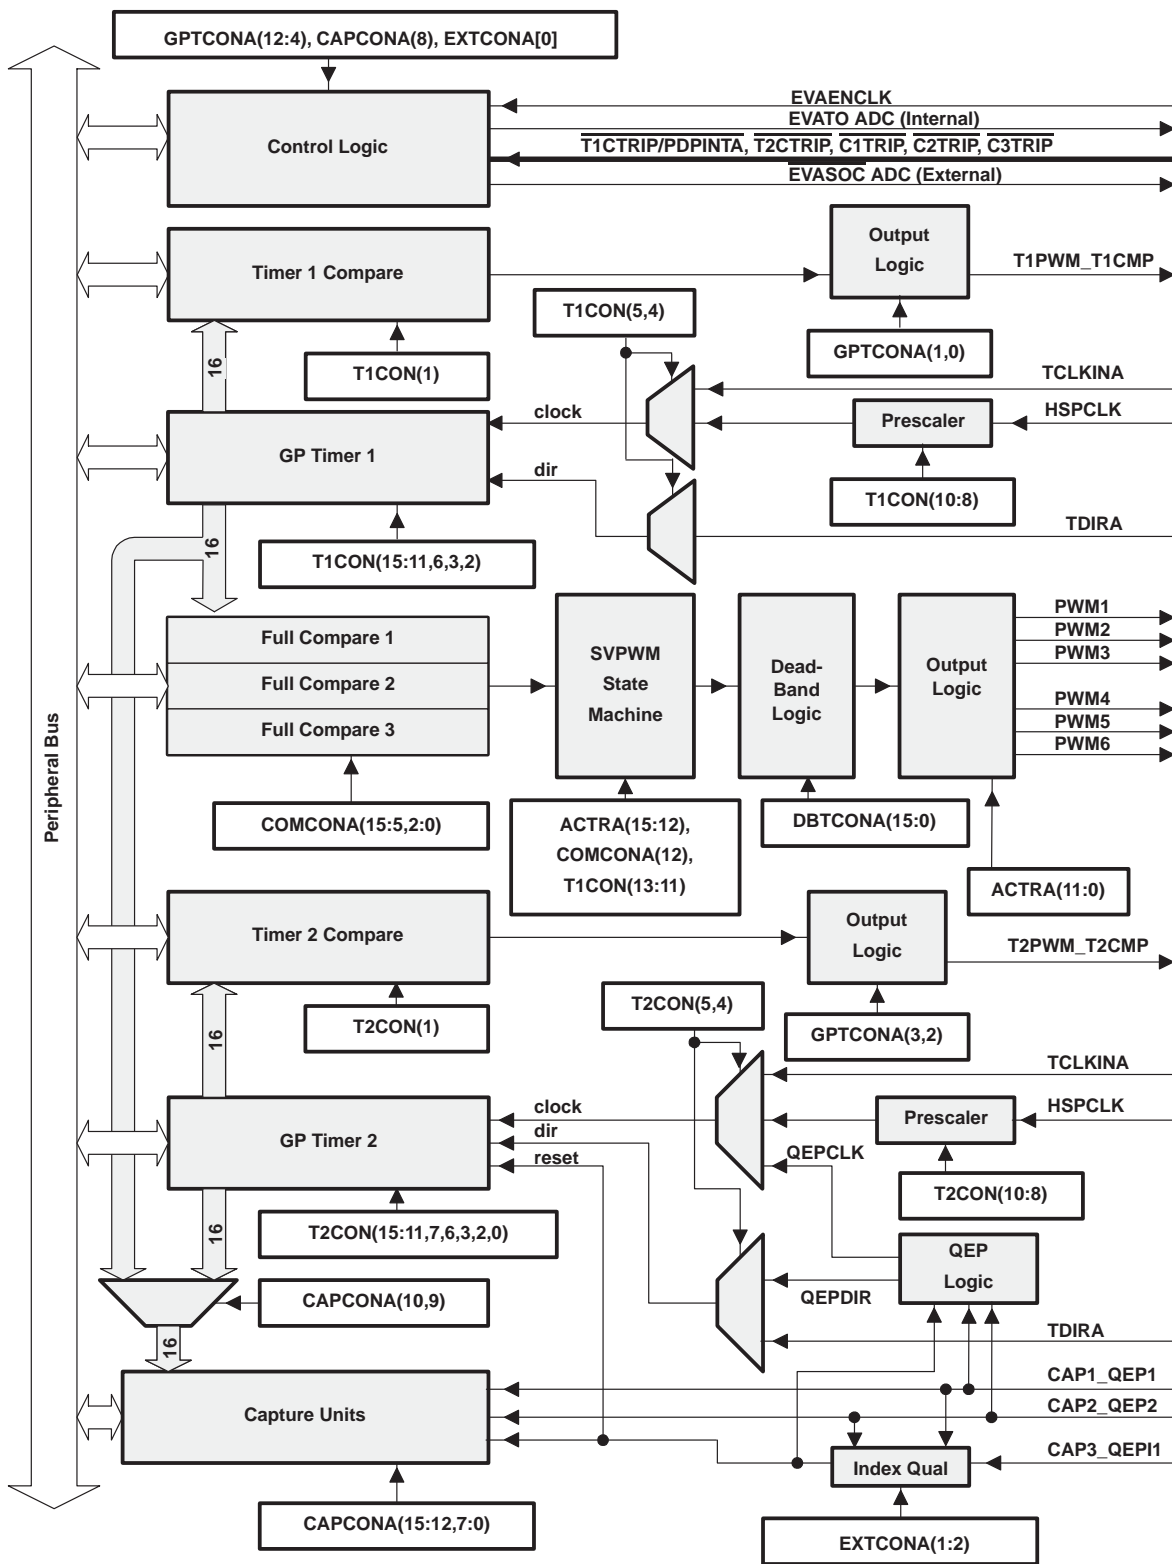 GPTCONA(12:4), CAPCONA(8), EXTCONA[0]
Control Logic
EVAENCLK
EVATO ADC (Internal)
T1CTRIP/PDPINTA, T2CTRIP, C1TRIP, C2TRIP, C3TRIP
EVASOC ADC (External)
Timer 1 Compare
Output
Logic
T1PWM_T1CMP
T1CON(5,4)
GPTCONA(1,0)
16
T1CON(1)
TCLKINA
GP Timer 1
clock
Prescaler
HSPCLK
dir
T1CON(10:8)
TDIRA
16
T1CON(15:11,6,3,2)
Peripheral Bus
Full Compare 1
Full Compare 2
Full Compare 3
SVPWM
State
Machine
Dead-
Band
Logic
Output
Logic
PWM1
PWM2
PWM3
PWM4
PWM5
PWM6
COMCONA(15:5,2:0)
ACTRA(15:12),
COMCONA(12),
T1CON(13:11)
DBTCONA(15:0)
ACTRA(11:0)
Timer 2 Compare
Output
Logic
T2PWM_T2CMP
T2CON(5,4)
GPTCONA(3,2)
16
T2CON(1)
TCLKINA
GP Timer 2
clock
dir
reset
Prescaler
HSPCLK
QEPCLK
T2CON(10:8)
16
T2CON(15:11,7,6,3,2,0)
QEP
Logic
QEPDIR
CAPCONA(10,9)
TDIRA
16
Capture Units
CAP1_QEP1
CAP2_QEP2
CAP3_QEPI1
Index Qual
CAPCONA(15:12,7:0)
EXTCONA(1:2)